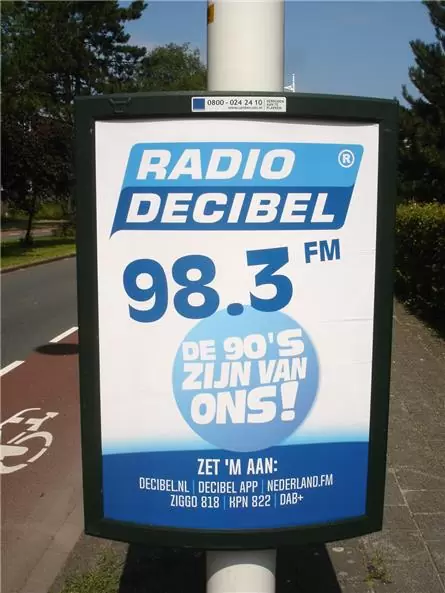 0800 - 024 24 10
RADIO ®
DECIBEL
98.3 FM
DE 90'S
ZIJN VAN
ONS!
ZET 'M AAN:
DECIBEL.NL | DECIBEL APP | NEDERLAND.FM
ZIGGO 818 | KPN 822 | DAB+